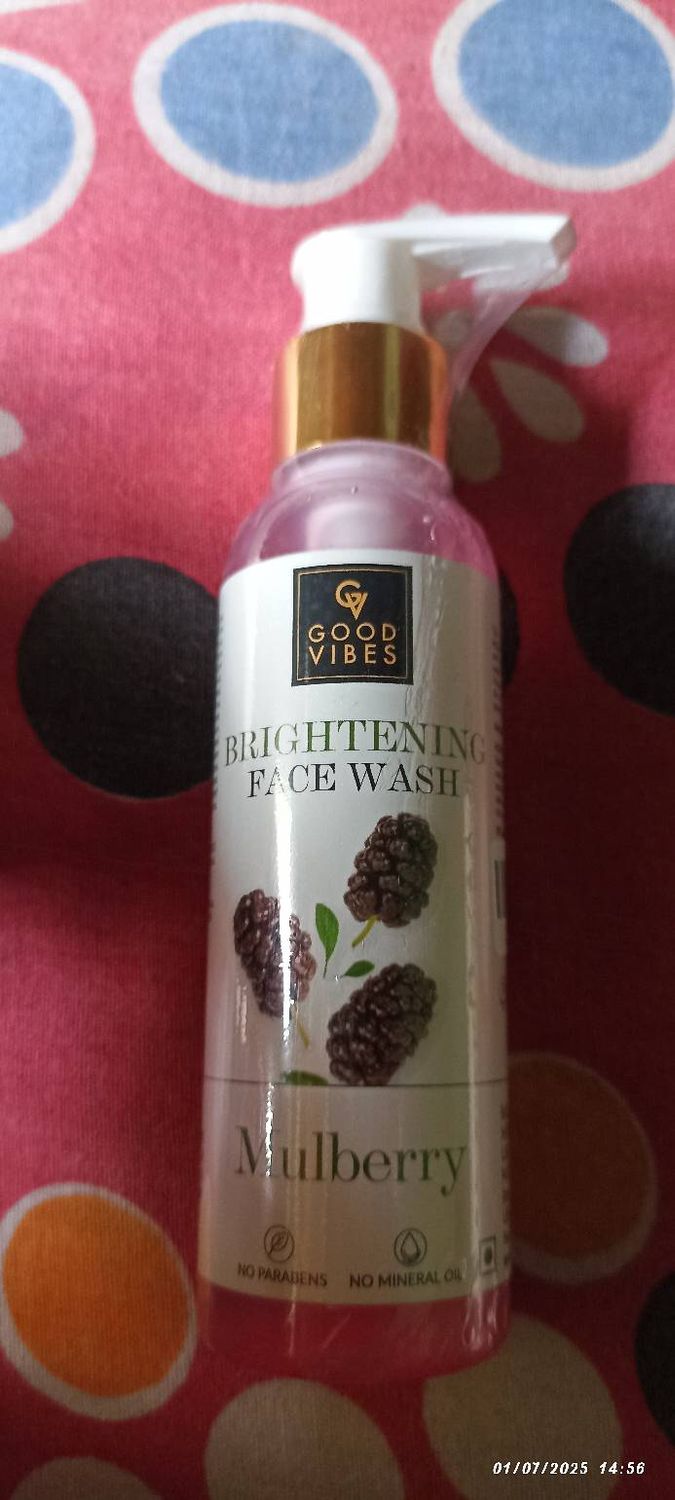 GV
GOOD
VIBES
BRIGHTENING
FACE WASH
Mulberry
NO PARABENS NO MINERAL OIL
01/07/2025 14:56